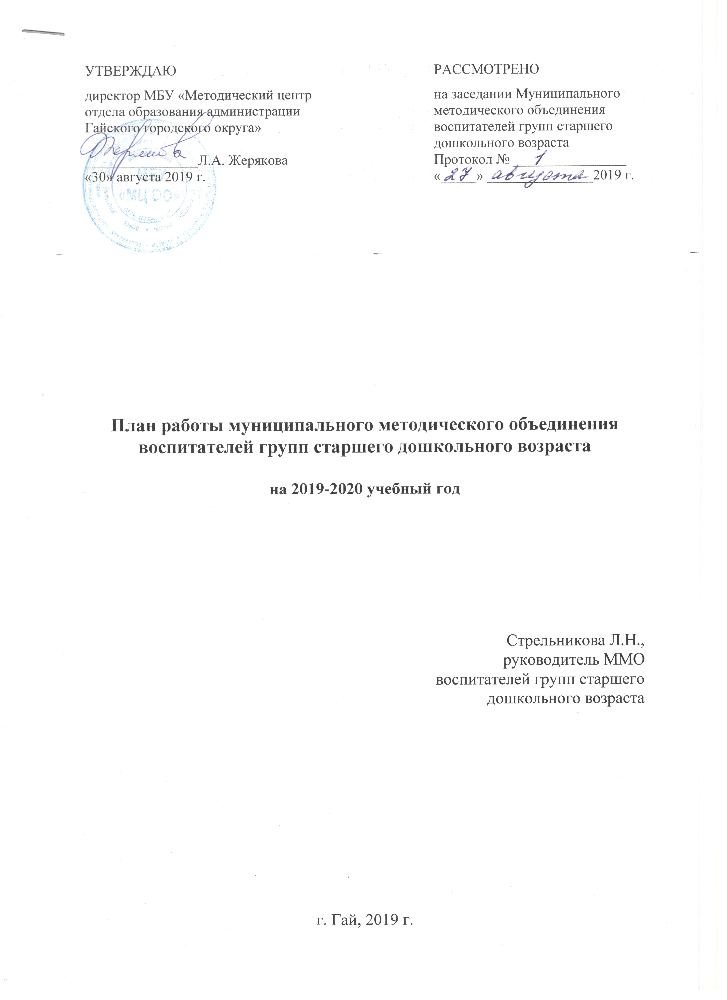 УТВЕРЖДАЮ
директор МБУ «Методический центр
отдела образования администрации
Гайского городского округа»
Л.А. Жерякова
«30» августа 2019 г.
МБУ
«МЦ ОО»
РАССМОТРЕНО
на заседании Муниципального
методического объединения
воспитателей групп старшего
дошкольного возраста
Протокол № 1
«27» августа 2019 г.
План работы муниципального методического объединения
воспитателей групп старшего дошкольного возраста
на 2019-2020 учебный год
Стрельникова Л.Н.,
руководитель ММО
воспитателей групп старшего
дошкольного возраста
г. Гай, 2019 г.